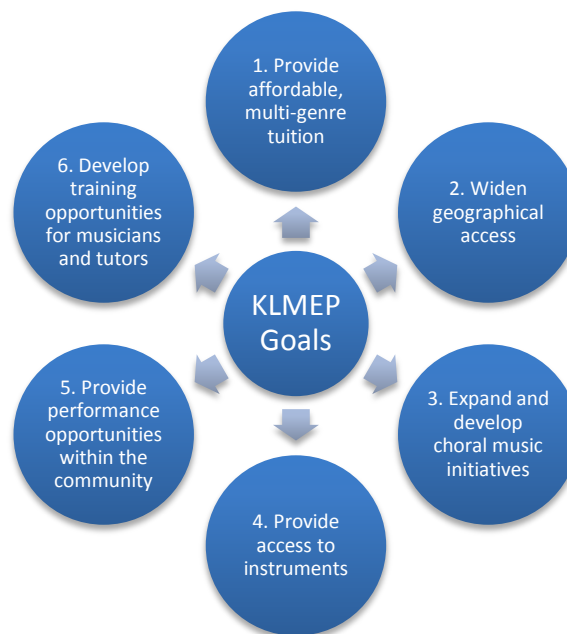 KLMEP
Goals
1. Provide
affordable,
multi-genre
tuition
2. Widen
geographical
access
3. Expand and
develop
choral music
initiatives
4. Provide
access to
instruments
5. Provide
performance
opportunities
within the
community
6. Develop
training
opportunities
for musicians
and tutors